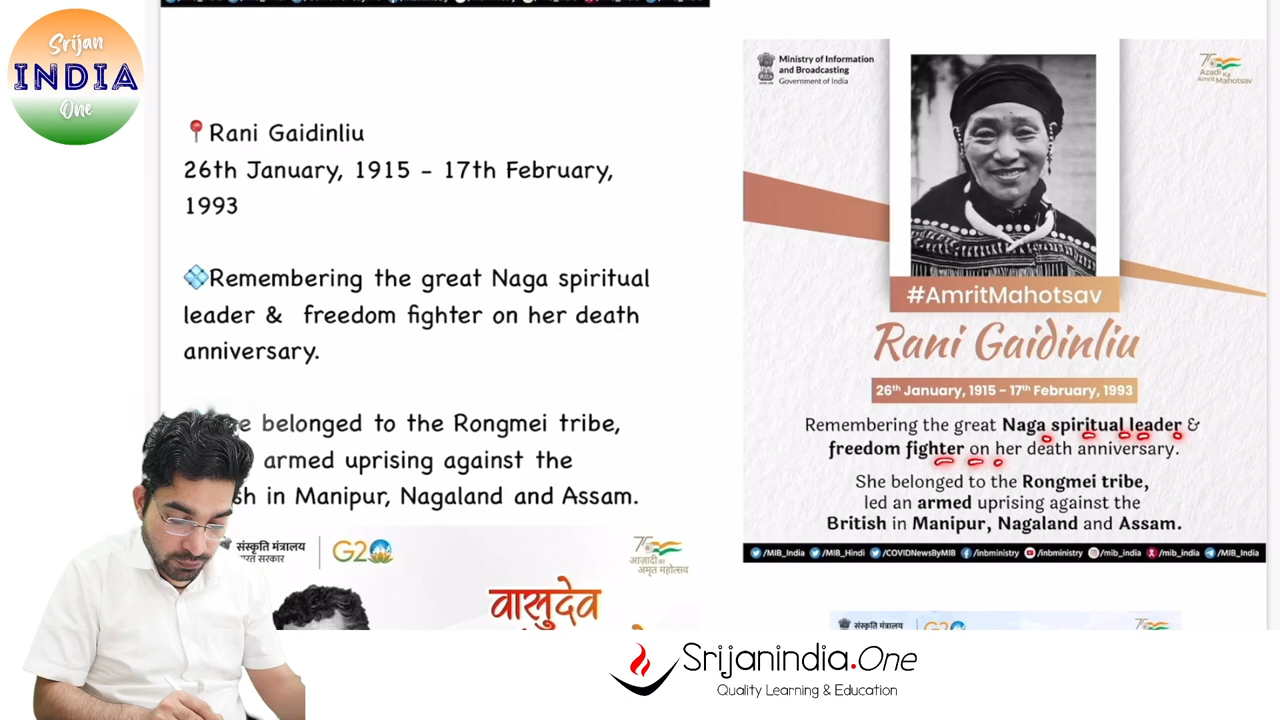 Srijan
INDIA
One
📍Rani Gaidinliu
26th January, 1915 - 17th February,
1993
💠Remembering the great Naga spiritual
leader & freedom fighter on her death
anniversary.
belonged to the Rongmei tribe,
armed uprising against the
in Manipur, Nagaland and Assam.
संस्कृति मंत्रालय
सरकार
G20
75
आज़ादी का
अमृत महोत्सव
वासुदेव
Ministry of Information
and Broadcasting
Government of India
75
Azadi Ka
Amrit Mahotsav
#AmritMahotsav
Rani Gaidinliu
26th January, 1915 - 17th February, 1993
Remembering the great Naga spiritual leader &
freedom fighter on her death anniversary.
She belonged to the Rongmei tribe,
led an armed uprising against the
British in Manipur, Nagaland and Assam.
/MIB_India /MIB_Hindi /COVIDNewsByMIB /inbministry /inbministry /mib_india /mib_india /MIB_India
संस्कृति मंत्रालय
Srijanindia.One
Quality Learning & Education